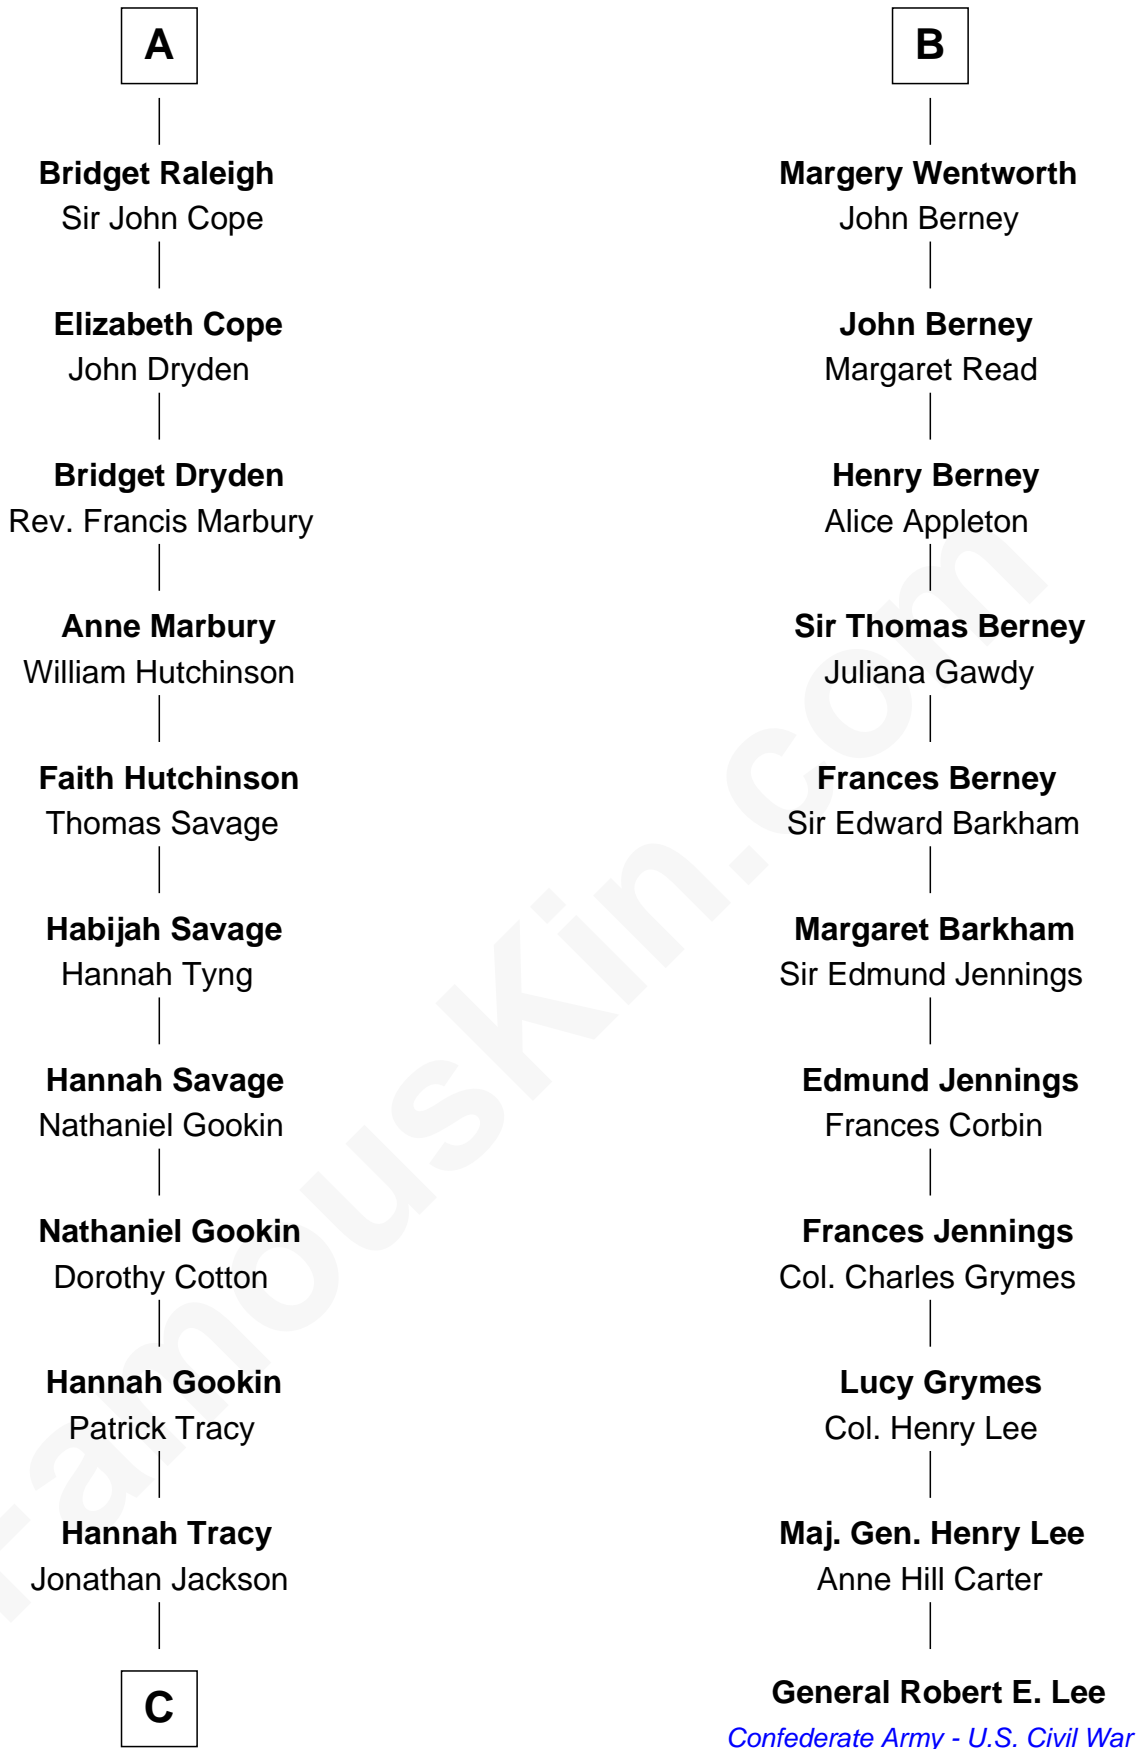 A
Bridget Raleigh
Sir John Cope
Elizabeth Cope
John Dryden
Bridget Dryden
Rev. Francis Marbury
Anne Marbury
William Hutchinson
Faith Hutchinson
Thomas Savage
Habijah Savage
Hannah Tyng
Hannah Savage
Nathaniel Gookin
Nathaniel Gookin
Dorothy Cotton
Hannah Gookin
Patrick Tracy
Hannah Tracy
Jonathan Jackson
C
B
Margery Wentworth
John Berney
John Berney
Margaret Read
Henry Berney
Alice Appleton
Sir Thomas Berney
Juliana Gawdy
Frances Berney
Sir Edward Barkham
Margaret Barkham
Sir Edmund Jennings
Edmund Jennings
Frances Corbin
Frances Jennings
Col. Charles Grymes
Lucy Grymes
Col. Henry Lee
Maj. Gen. Henry Lee
Anne Hill Carter
General Robert E. Lee
Confederate Army - U.S. Civil War
FamousKin.com